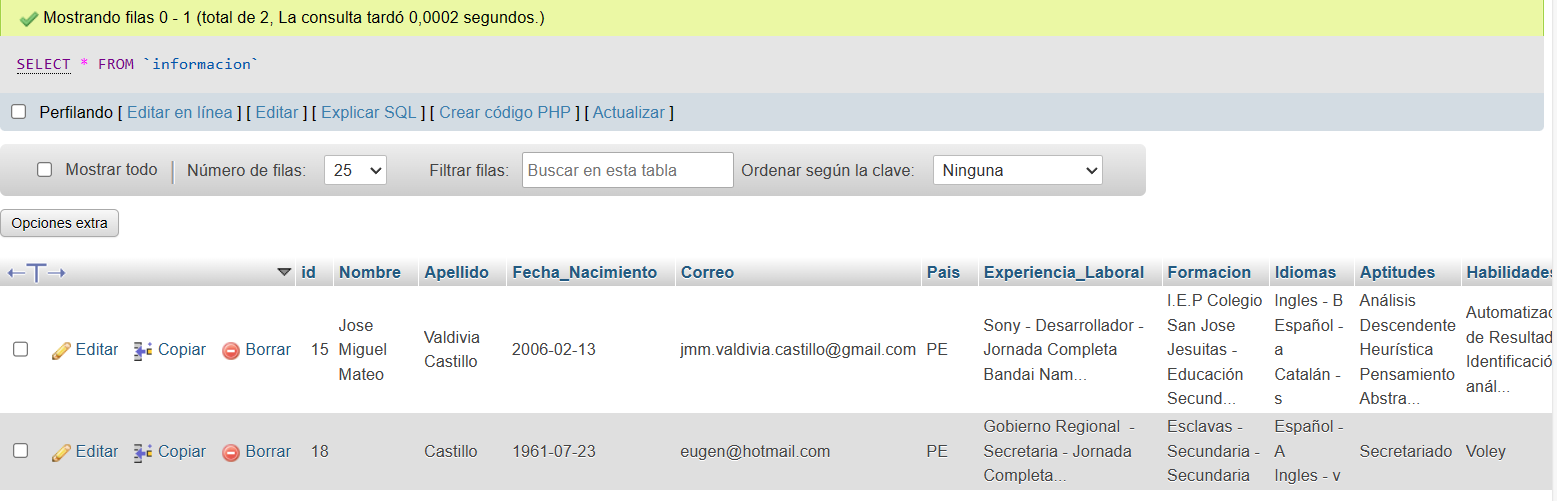 Mostrando filas 0 - 1 (total de 2, La consulta tardó 0,0002 segundos.)
SELECT * FROM `informacion`
Perfilando [ Editar en línea ] [ Editar ] [ Explicar SQL ] [ Crear código PHP ] [ Actualizar ]
Mostrar todo | Número de filas: 25 Filtrar filas: Buscar en esta tabla Ordenar según la clave: Ninguna
Opciones extra
←T→ id Nombre Apellido Fecha_Nacimiento Correo Pais Experiencia_Laboral Formacion Idiomas Aptitudes Habilidades
Editar Copiar Borrar 15
Jose
Miguel
Mateo
Valdivia
Castillo
2006-02-13
jmm.valdivia.castillo@gmail.com
PE
Sony - Desarrollador -
Jornada Completa
Bandai Nam...
I.E.P Colegio
San Jose
Jesuitas -
Educación
Secund...
Ingles - B
Español -
a
Catalán -
s
Análisis
Descendente
Heurística
Pensamiento
Abstra...
Automatizac
de Resultad
Identificació
anál...
Editar Copiar Borrar 18
Castillo
1961-07-23
eugen@hotmail.com
PE
Gobierno Regional -
Secretaria - Jornada
Completa...
Esclavas -
Secundaria -
Secundaria
Español -
A
Ingles - v
Secretariado
Voley